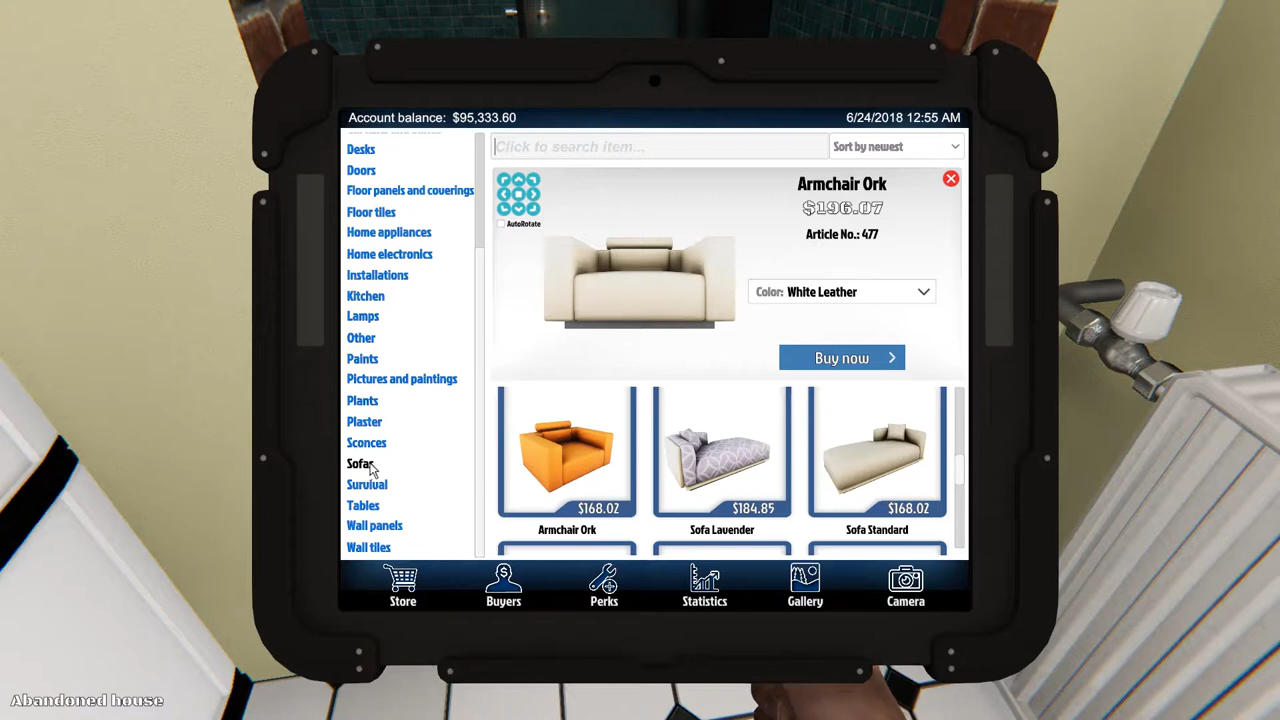 Account balance: $95,333.60
6/24/2018 12:55 AM
Desks
Doors
Floor panels and coverings
Floor tiles
Home appliances
Home electronics
Installations
Kitchen
Lamps
Other
Paints
Pictures and paintings
Plants
Plaster
Sconces
Sofas
Survival
Tables
Wall panels
Wall tiles
Click to search item...
Sort by newest
AutoRotate
Armchair Ork
$196.07
Article No.: 477
Color: White Leather
Buy now
$168.02
$184.85
$168.02
Armchair Ork
Sofa Lavender
Sofa Standard
Store
Buyers
Perks
Statistics
Gallery
Camera
Abandoned house